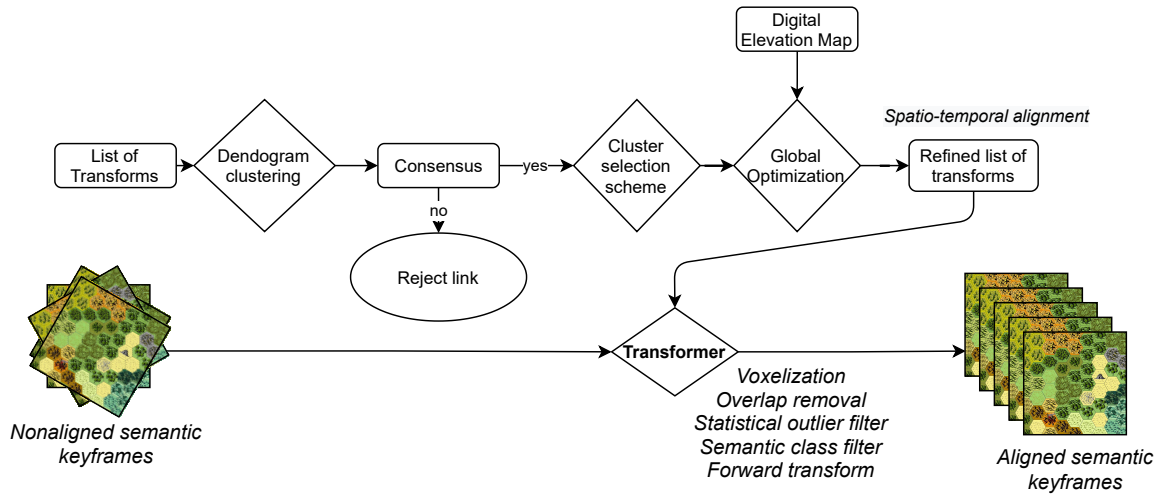 Digital
Elevation Map
Spatio-temporal alignment
List of
Transforms
Dendogram
clustering
Consensus
yes
Cluster
selection
scheme
Global
Optimization
Refined list of
transforms
no
Reject link
Transformer
Voxelization
Overlap removal
Statistical outlier filter
Semantic class filter
Forward transform
Nonaligned semantic
keyframes
Aligned semantic
keyframes